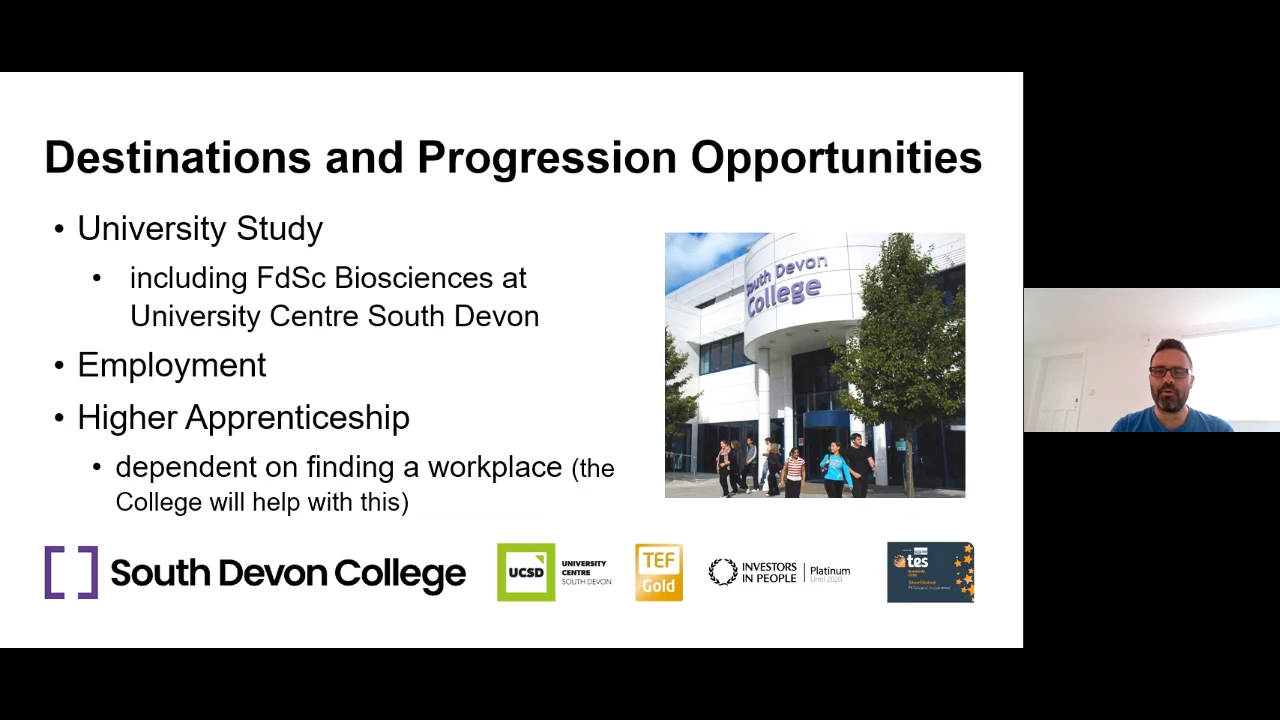 Destinations and Progression Opportunities
• University Study
• including FdSc Biosciences at
University Centre South Devon
• Employment
• Higher Apprenticeship
• dependent on finding a workplace (the
College will help with this)
South Devon
College
South Devon College
UCSD
UNIVERSITY
CENTRE
SOUTH DEVON
TEF
Gold
INVESTORS
IN PEOPLE
Platinum
Until 2020
tes